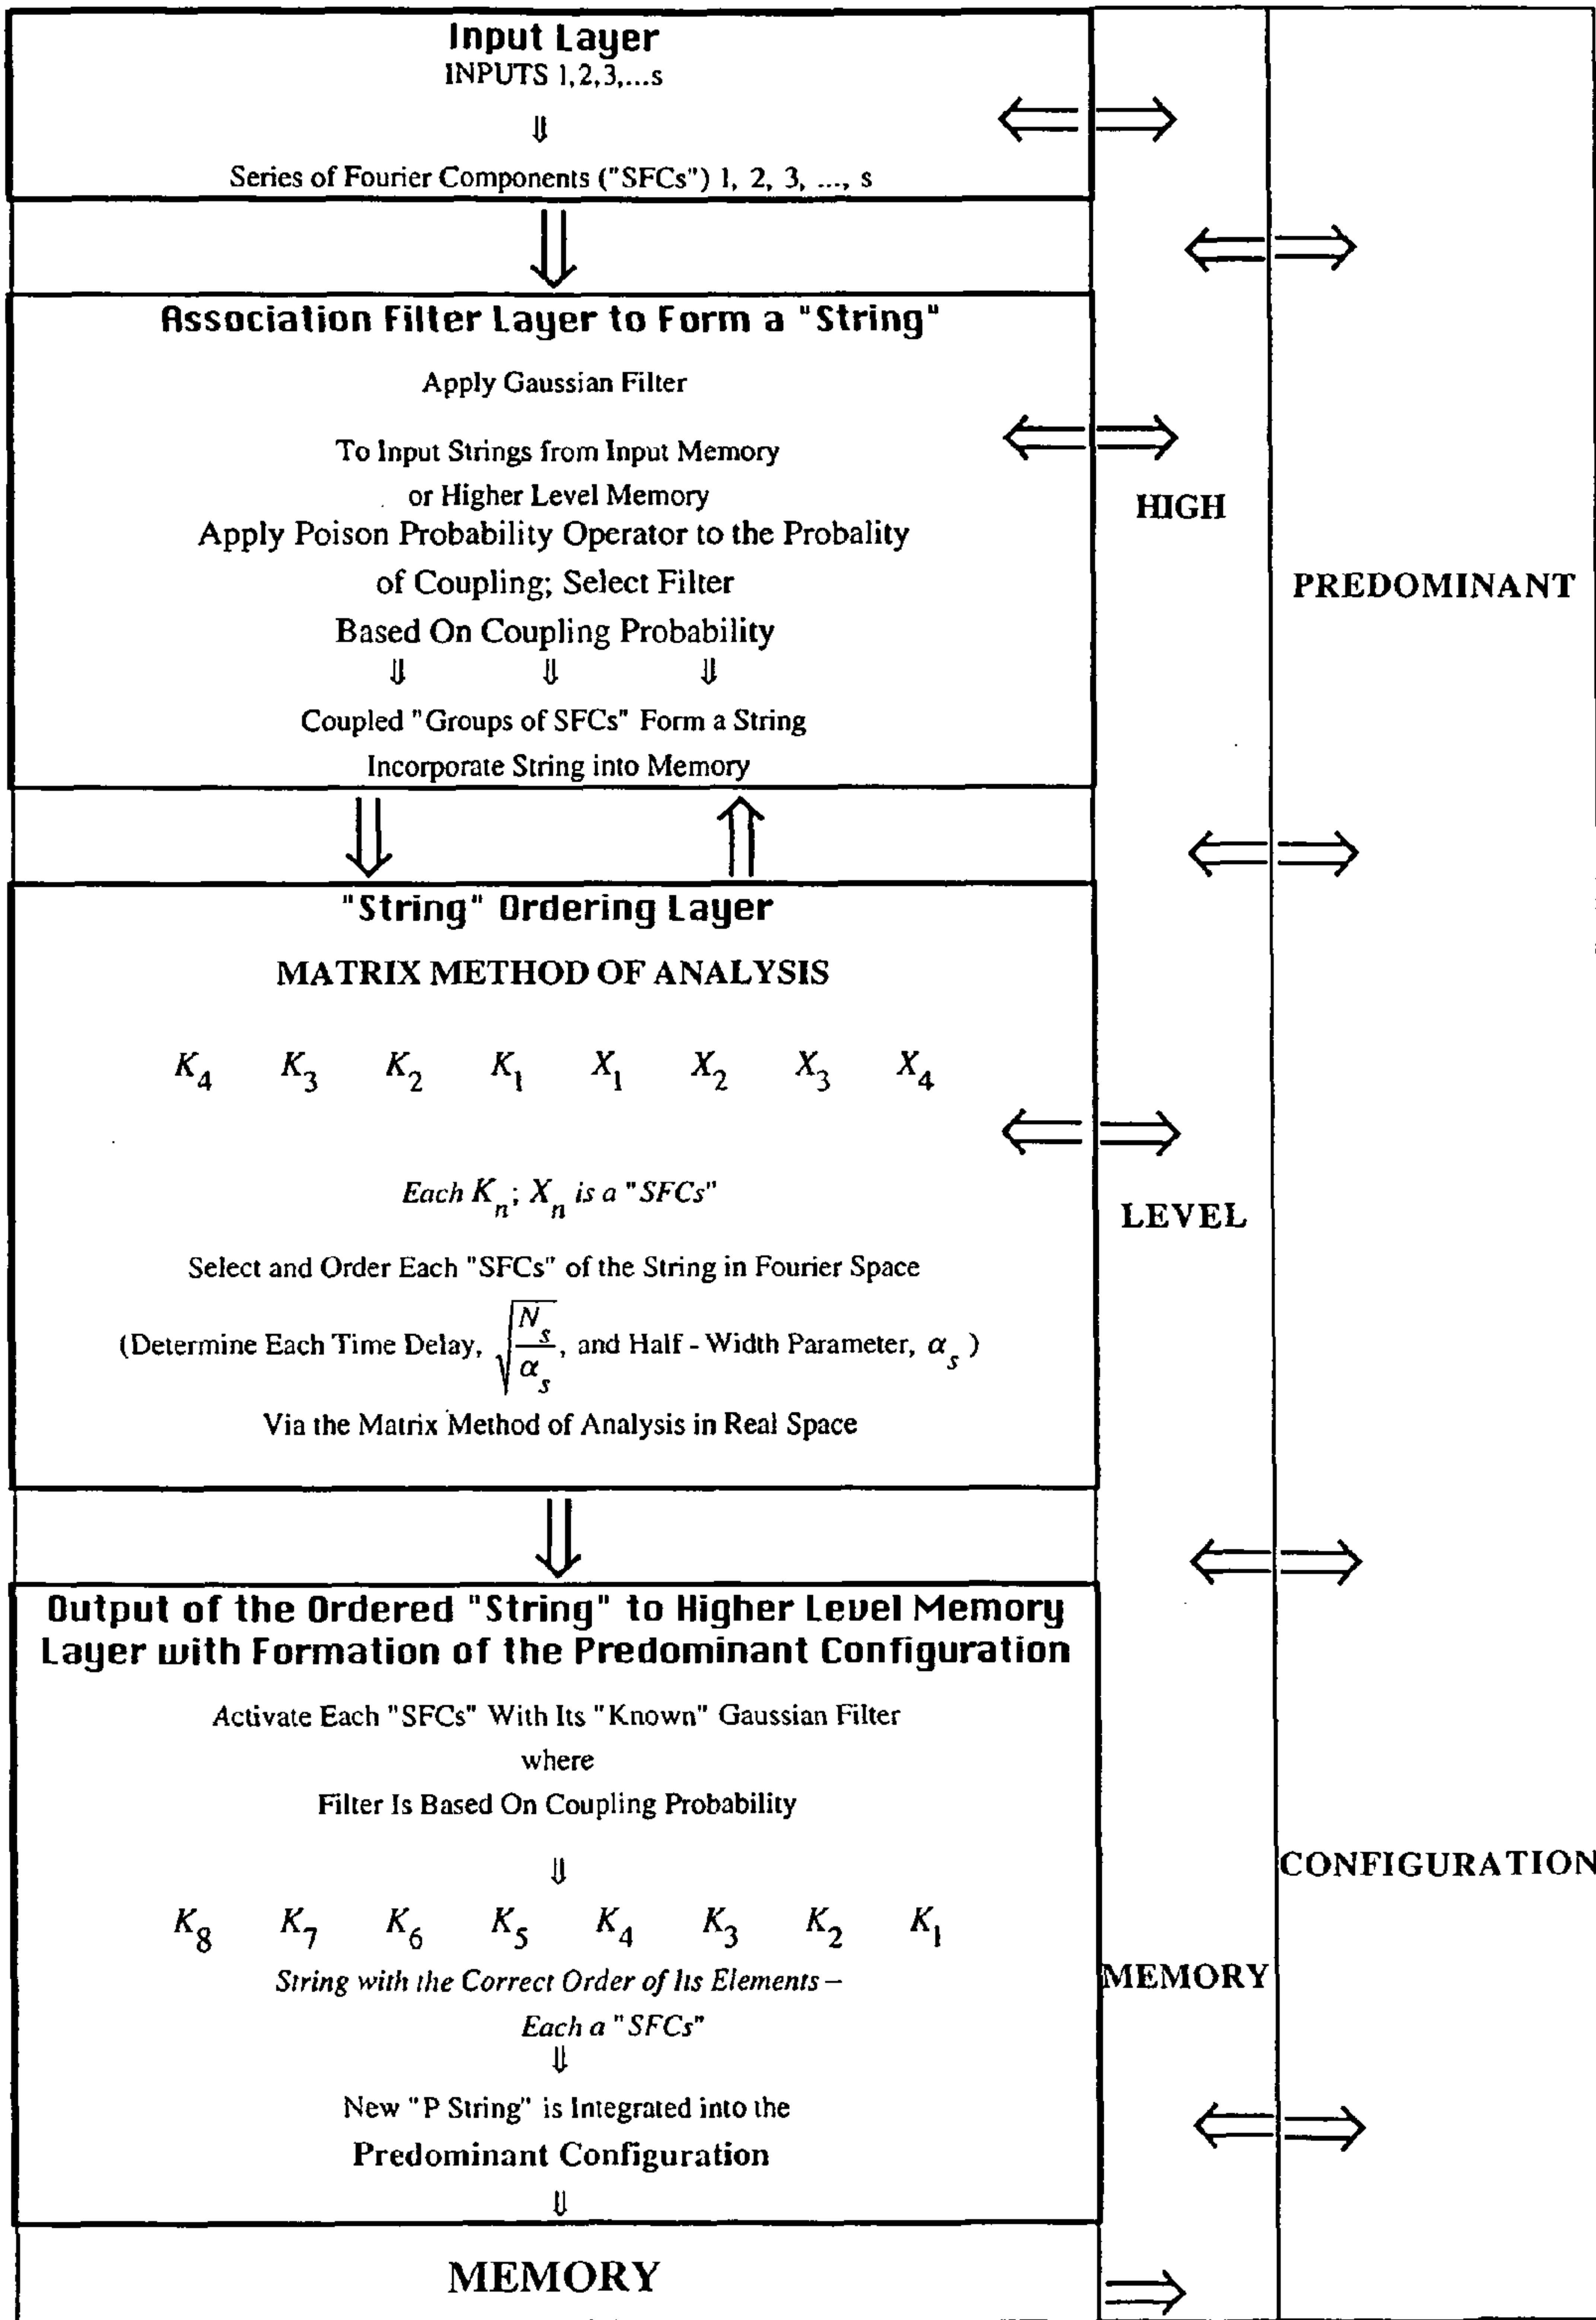 Input Layer
INPUTS 1,2,3,...s
⇓
Series of Fourier Components ("SFCs") 1, 2, 3, ..., s
Association Filter Layer to Form a "String"
Apply Gaussian Filter
To Input Strings from Input Memory
or Higher Level Memory
Apply Poison Probability Operator to the Probality
of Coupling; Select Filter
Based On Coupling Probability
⇓ ⇓ ⇓
Coupled "Groups of SFCs" Form a String
Incorporate String into Memory
"String" Ordering Layer
MATRIX METHOD OF ANALYSIS
K₄ K₃ K₂ K₁ X₁ X₂ X₃ X₄
Each Kₙ; Xₙ is a "SFCs"
Select and Order Each "SFCs" of the String in Fourier Space
(Determine Each Time Delay, √(Nₛ/αₛ), and Half - Width Parameter, αₛ )
Via the Matrix Method of Analysis in Real Space
Output of the Ordered "String" to Higher Level Memory
Layer with Formation of the Predominant Configuration
Activate Each "SFCs" With Its "Known" Gaussian Filter
where
Filter Is Based On Coupling Probability
⇓
K₈ K₇ K₆ K₅ K₄ K₃ K₂ K₁
String with the Correct Order of Its Elements –
Each a "SFCs"
⇓
New "P String" is Integrated into the
Predominant Configuration
⇓
MEMORY
HIGH
LEVEL
MEMORY
PREDOMINANT
CONFIGURATION